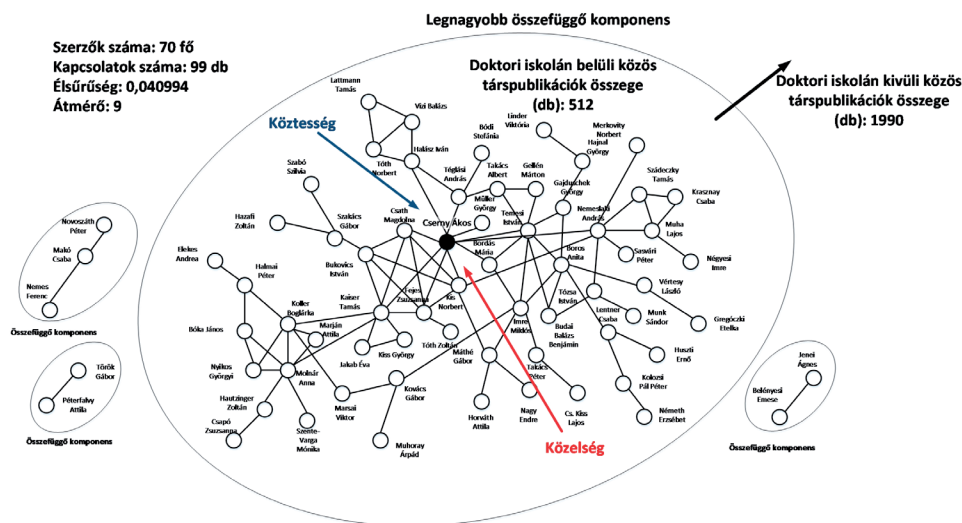 Legnagyobb összefüggő komponens
Szerzők száma: 70 fő
Kapcsolatok száma: 99 db
Élsűrűség: 0,040994
Átmérő: 9
Doktori iskolán belüli közös
társpublikációk összege
(db): 512
Doktori iskolán kivüli közös
társpublikációk összege
(db): 1990
Köztesség
Közelség
Lattmann
Tamás
Vizi Balázs
Tóth
Norbert
Halász Iván
Bódi
Stefánia
Téglási
András
Linder
Viktória
Hajnal
György
Merkovity
Norbert
Takács
Albert
Gellén
Márton
Gajduschek
György
Szádeczky
Tamás
Krasznay
Csaba
Müller
György
Cserny Ákos
Temesi
István
Nemeslaki
András
Muha
Lajos
Szabó
Szilvia
Hazafi
Zoltán
Szakács
Gábor
Csath
Magdolna
Bordás
Mária
Boros
Anita
Sasvári
Péter
Négyesi
Imre
Bukovics
István
Elekes
Andrea
Halmai
Péter
Kaiser
Tamás
Fejes
Zsuzsanna
Kis
Norbert
Tózsa
István
Vértesy
László
Koller
Boglárka
Bóka János
Marján
Attila
Imre
Miklós
Lentner
Csaba
Munk
Sándor
Gregóczki
Etelka
Jakab Éva
Kiss György
Tóth Zoltán
Máthé
Gábor
Budai
Balázs
Benjámin
Nyikos
Györgyi
Molnár
Anna
Takács
Péter
Huszti
Ernő
Hautzinger
Zoltán
Marsai
Viktor
Kovács
Gábor
Kolozsi
Pál Péter
Csapó
Zsuzsanna
Szente-
Varga
Mónika
Horváth
Attila
Nagy
Endre
Cs. Kiss
Lajos
Németh
Erzsébet
Muhoray
Árpád
Novoszáth
Péter
Makó
Csaba
Nemes
Ferenc
Összefüggő komponens
Török
Gábor
Péterfalvy
Attila
Összefüggő komponens
Jenei
Ágnes
Belényesi
Emese
Összefüggő komponens